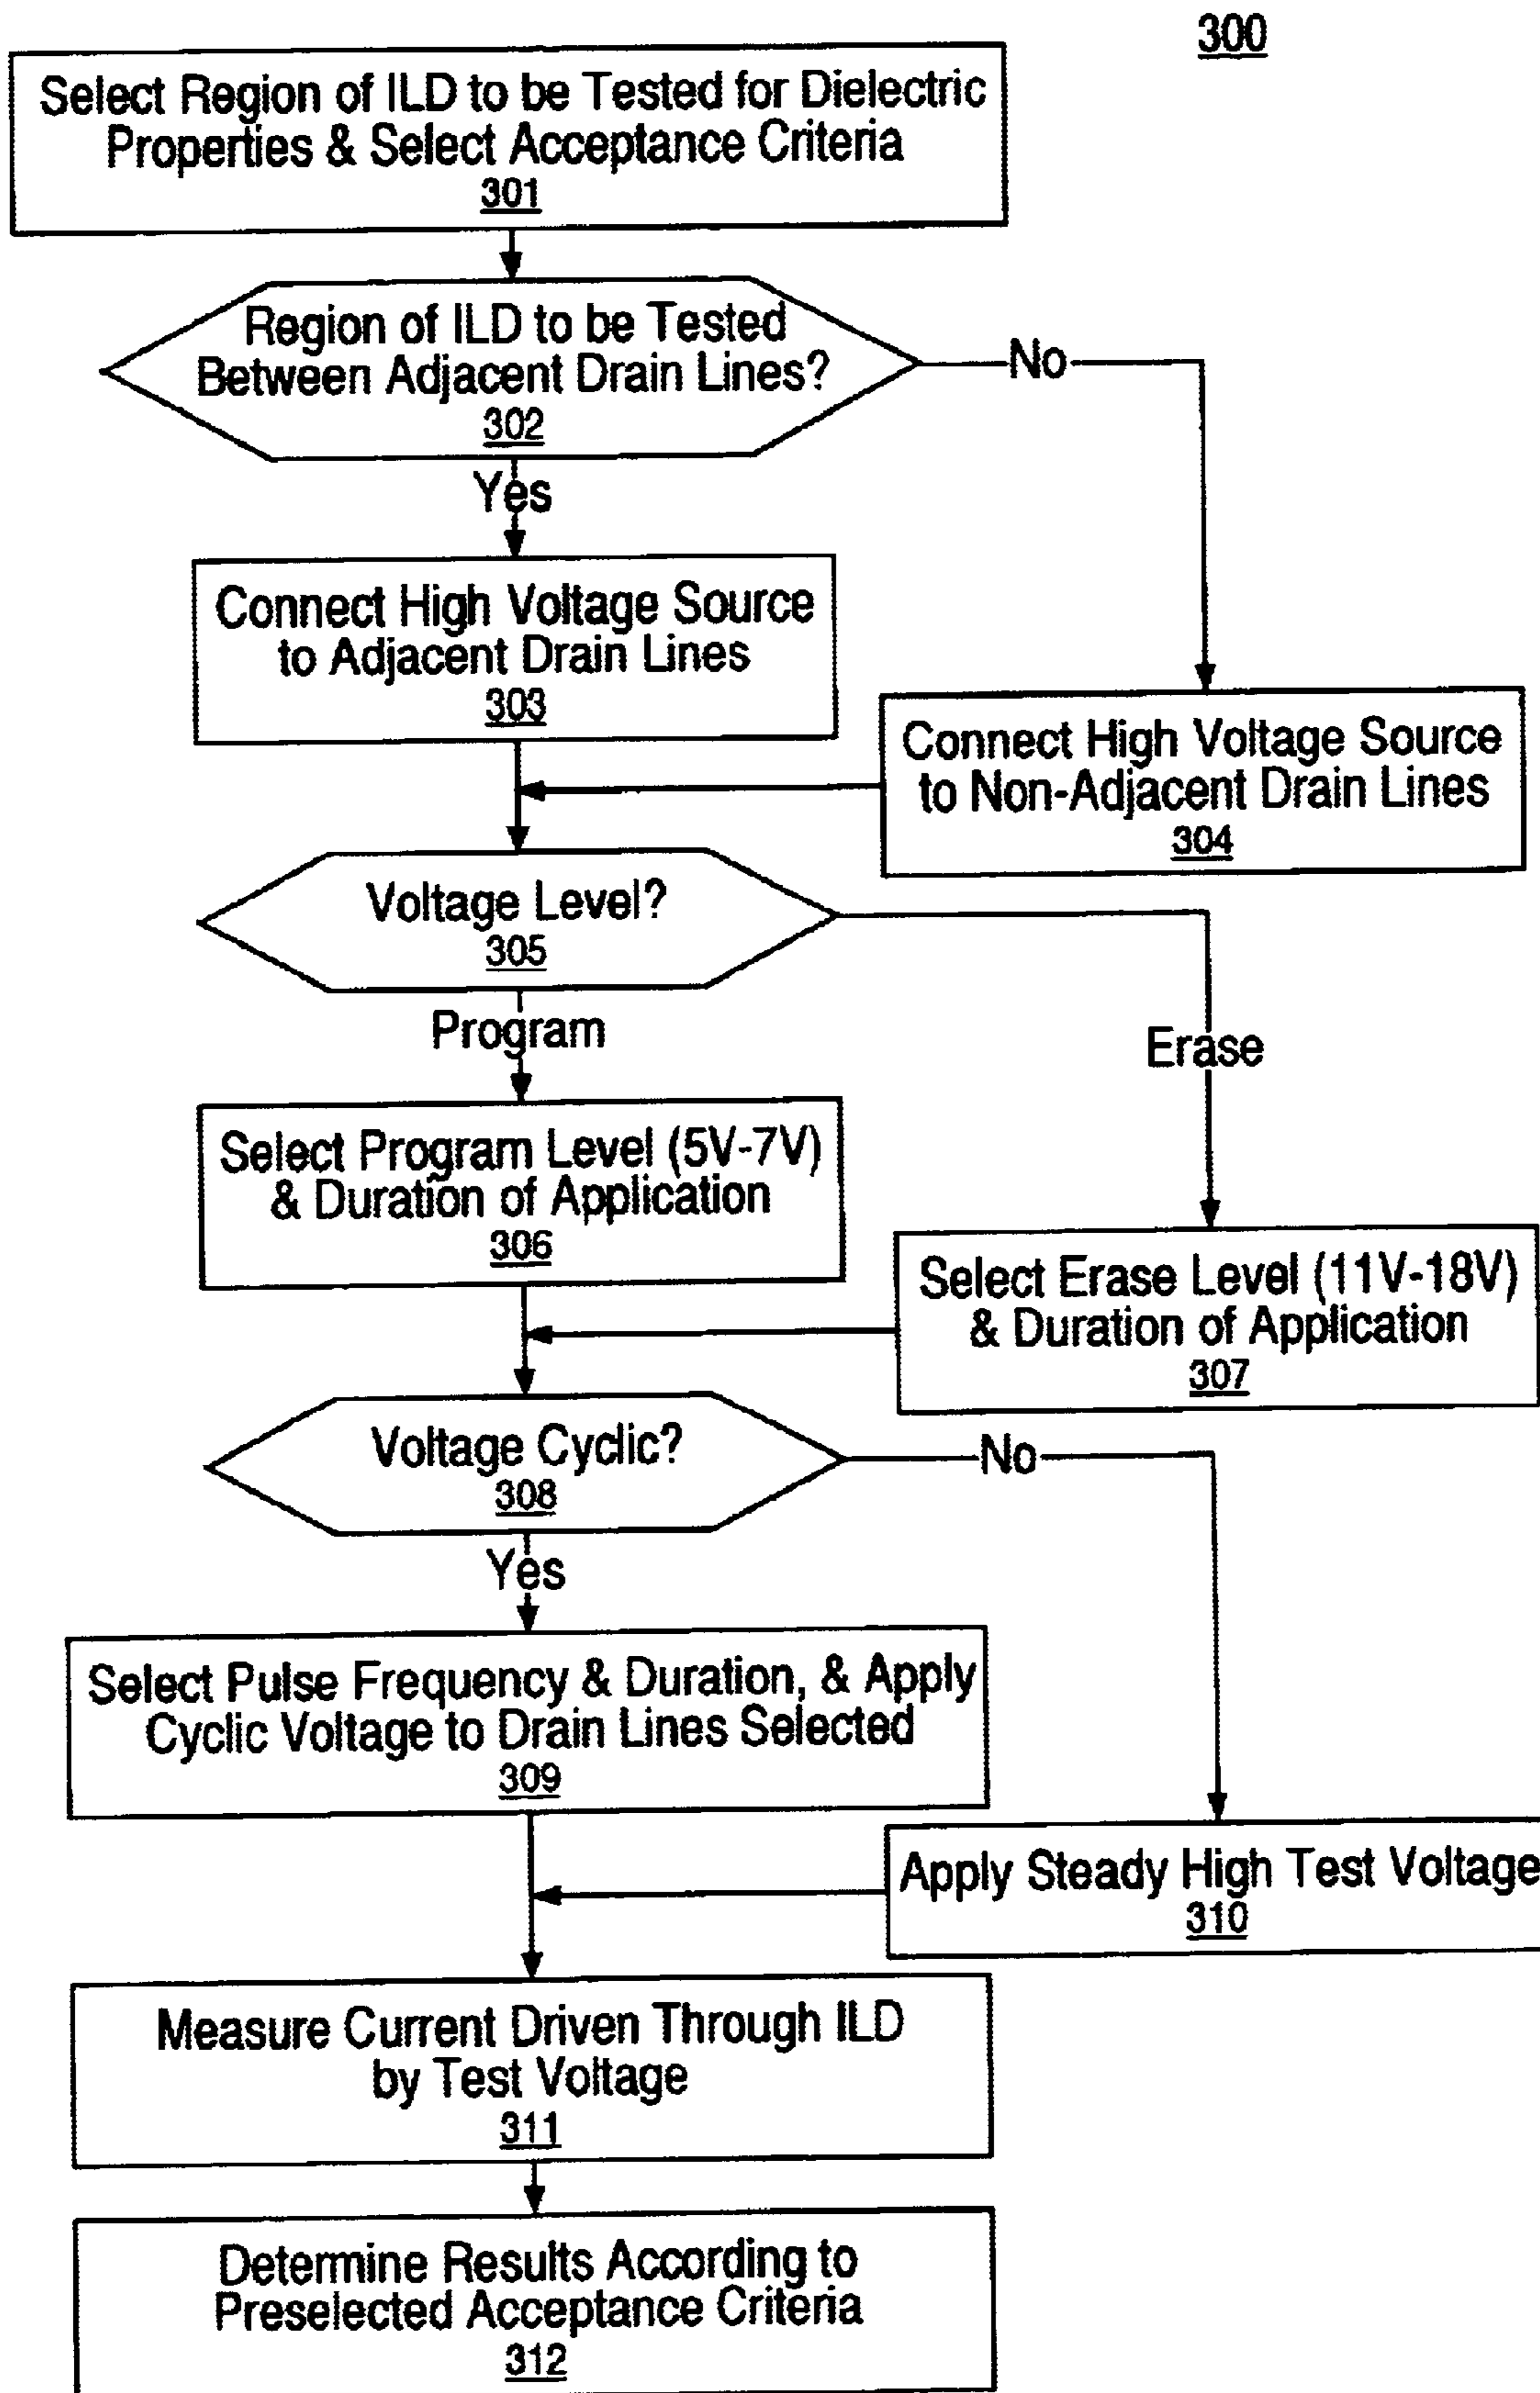 300
Select Region of ILD to be Tested for Dielectric
Properties & Select Acceptance Criteria
301
Region of ILD to be Tested
Between Adjacent Drain Lines?
302
No
Yes
Connect High Voltage Source
to Adjacent Drain Lines
303
Connect High Voltage Source
to Non-Adjacent Drain Lines
304
Voltage Level?
305
Program
Erase
Select Program Level (5V-7V)
& Duration of Application
306
Select Erase Level (11V-18V)
& Duration of Application
307
Voltage Cyclic?
308
No
Yes
Select Pulse Frequency & Duration, & Apply
Cyclic Voltage to Drain Lines Selected
309
Apply Steady High Test Voltage
310
Measure Current Driven Through ILD
by Test Voltage
311
Determine Results According to
Preselected Acceptance Criteria
312